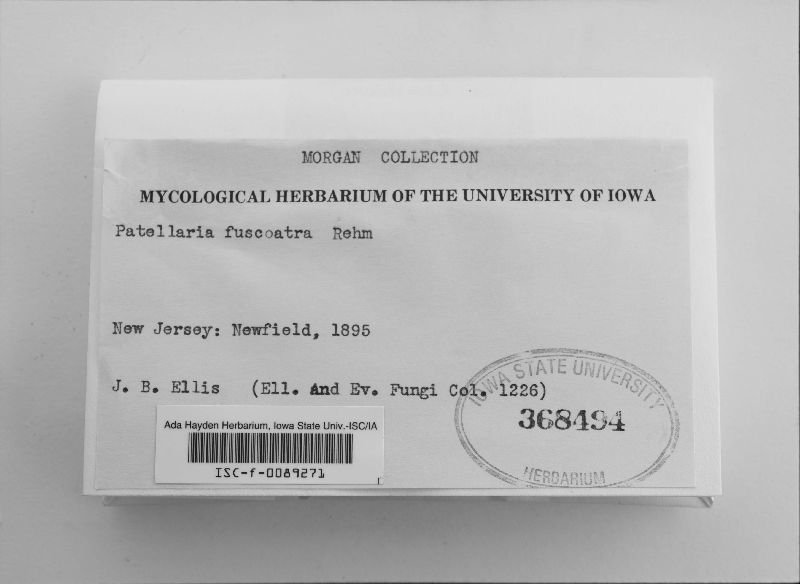 MORGAN COLLECTION
MYCOLOGICAL HERBARIUM OF THE UNIVERSITY OF IOWA
Patellaria fuscoatra Rehm
New Jersey: Newfield, 1895
J. B. Ellis (Ell. And Ev. Fungi Col. 1226)
IOWA STATE UNIVERSITY
368494
HERBARIUM
Ada Hayden Herbarium, Iowa State Univ.-ISC/IA
ISC-f-0089271